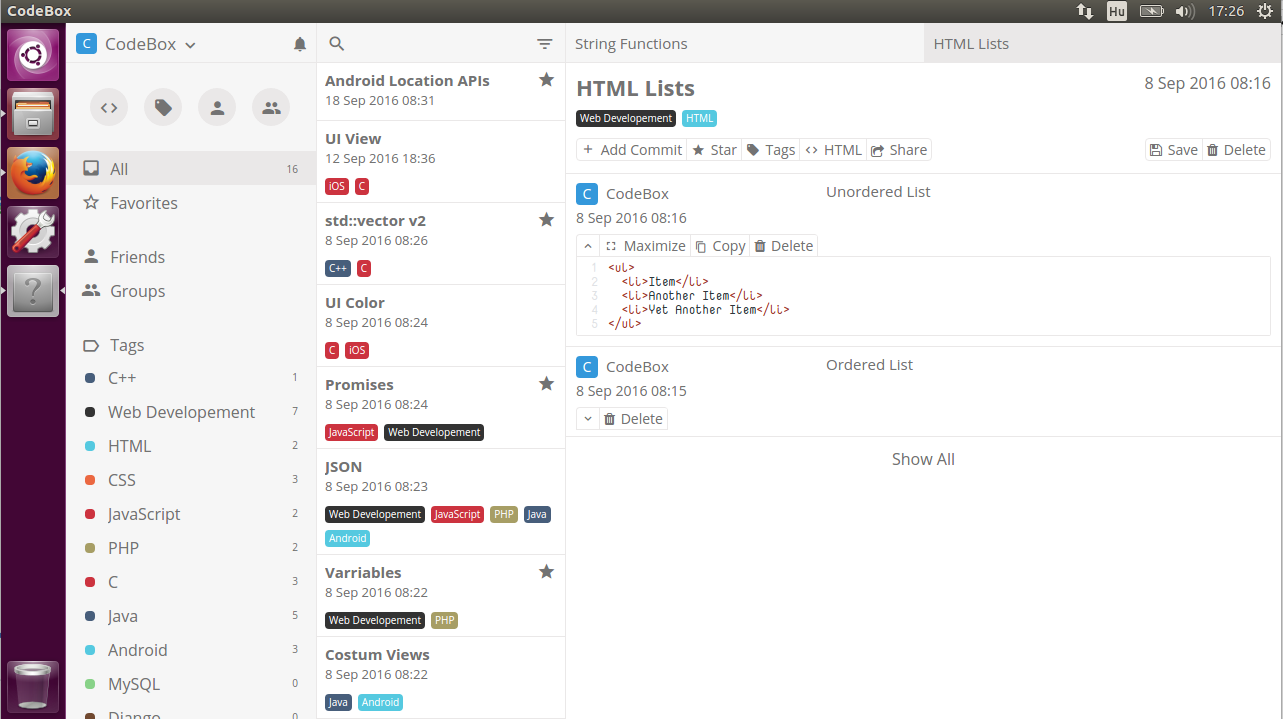 CodeBox
Hu
17:26
C CodeBox
All 16
Favorites
Friends
Groups
Tags
C++ 1
Web Developement 7
HTML 2
CSS 3
JavaScript 2
PHP 2
C 3
Java 5
Android 3
MySQL 0
Django 0
Android Location APIs
18 Sep 2016 08:31
UI View
12 Sep 2016 18:36
iOS C
std::vector v2
8 Sep 2016 08:26
C++ C
UI Color
8 Sep 2016 08:24
C iOS
Promises
8 Sep 2016 08:24
JavaScript Web Developement
JSON
8 Sep 2016 08:23
Web Developement JavaScript PHP Java
Android
Varriables
8 Sep 2016 08:22
Web Developement PHP
Costum Views
8 Sep 2016 08:22
Java Android
String Functions HTML Lists
HTML Lists 8 Sep 2016 08:16
Web Developement HTML
+ Add Commit Star Tags <> HTML Share Save Delete
C CodeBox Unordered List
8 Sep 2016 08:16
Maximize Copy Delete
1 <ul>
2 <li>Item</li>
3 <li>Another Item</li>
4 <li>Yet Another Item</li>
5 </ul>
C CodeBox Ordered List
8 Sep 2016 08:15
Delete
Show All